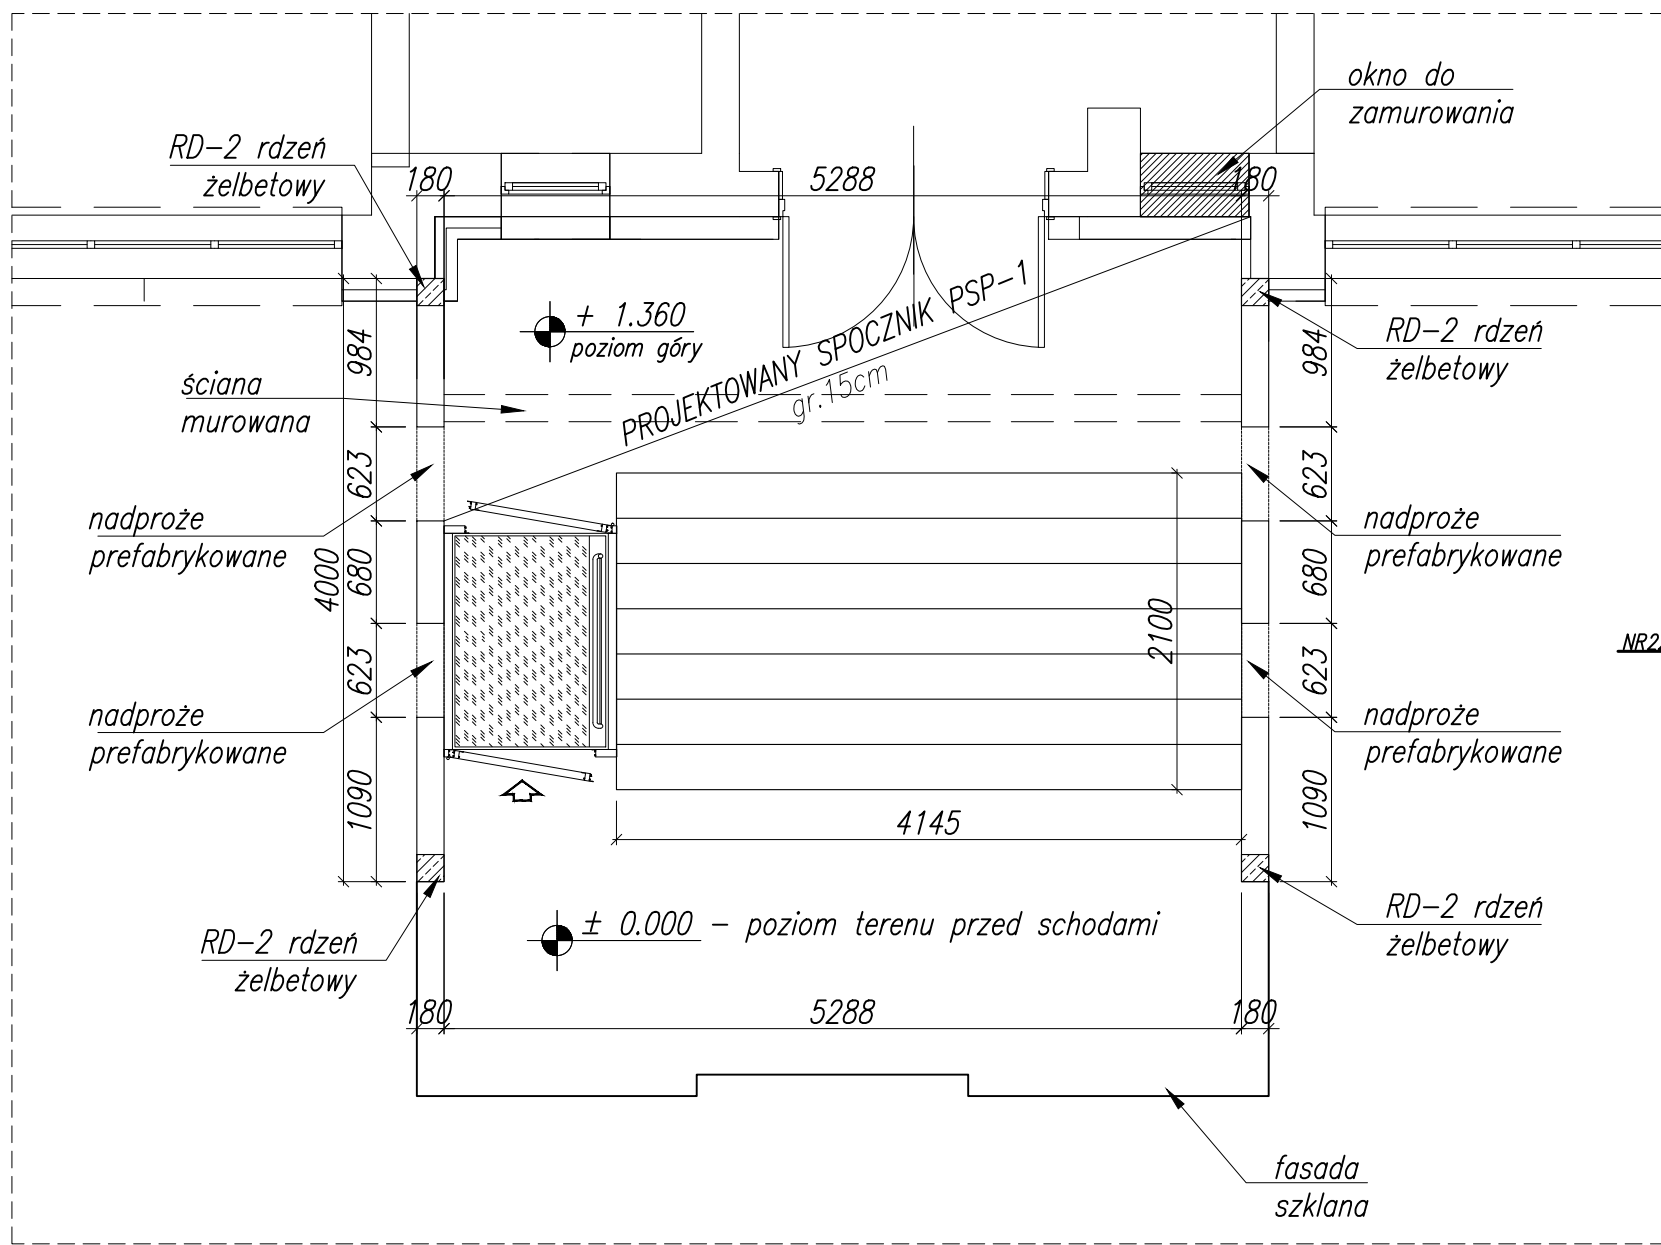 okno do
zamurowania
RD-2 rdzeń
żelbetowy
180
5288
180
+ 1.360
poziom góry
PROJEKTOWANY SPOCZNIK PSP-1
gr.15cm
RD-2 rdzeń
żelbetowy
984
984
ściana
murowana
623
623
nadproże
prefabrykowane
nadproże
prefabrykowane
4000
680
680
2100
623
623
nadproże
prefabrykowane
nadproże
prefabrykowane
1090
1090
4145
± 0.000 - poziom terenu przed schodami
RD-2 rdzeń
żelbetowy
RD-2 rdzeń
żelbetowy
180
5288
180
fasada
szklana